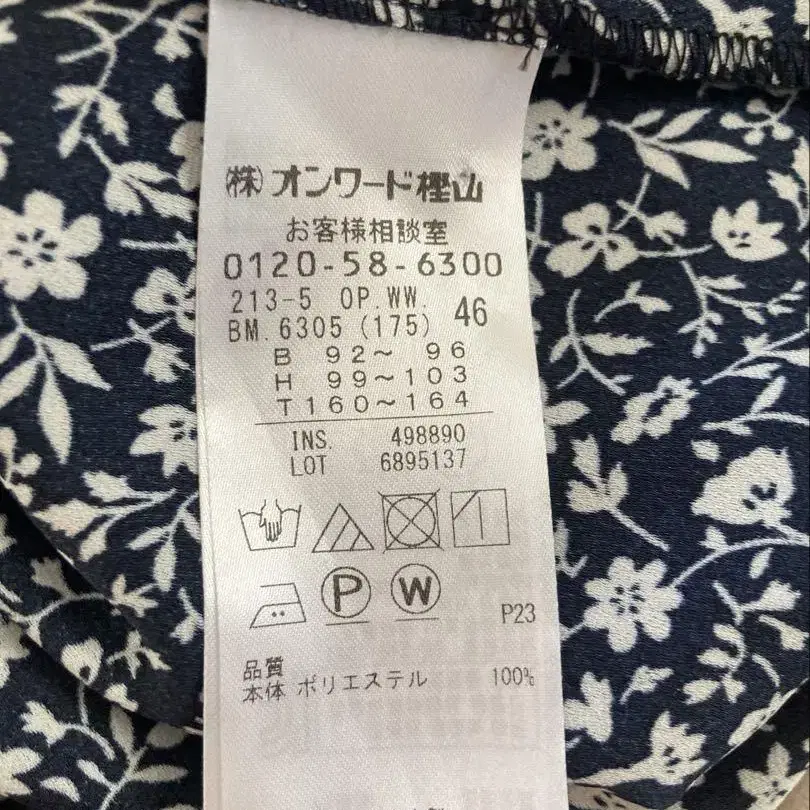 (株)オンワード樫山
お客様相談室
0120-58-6300
213-5 OP.WW.
BM.6305(175) 46
B 92～ 96
H 99～103
T160～164
INS. 498890
LOT 6895137
P W
P23
品質
本体 ポリエステル 100%